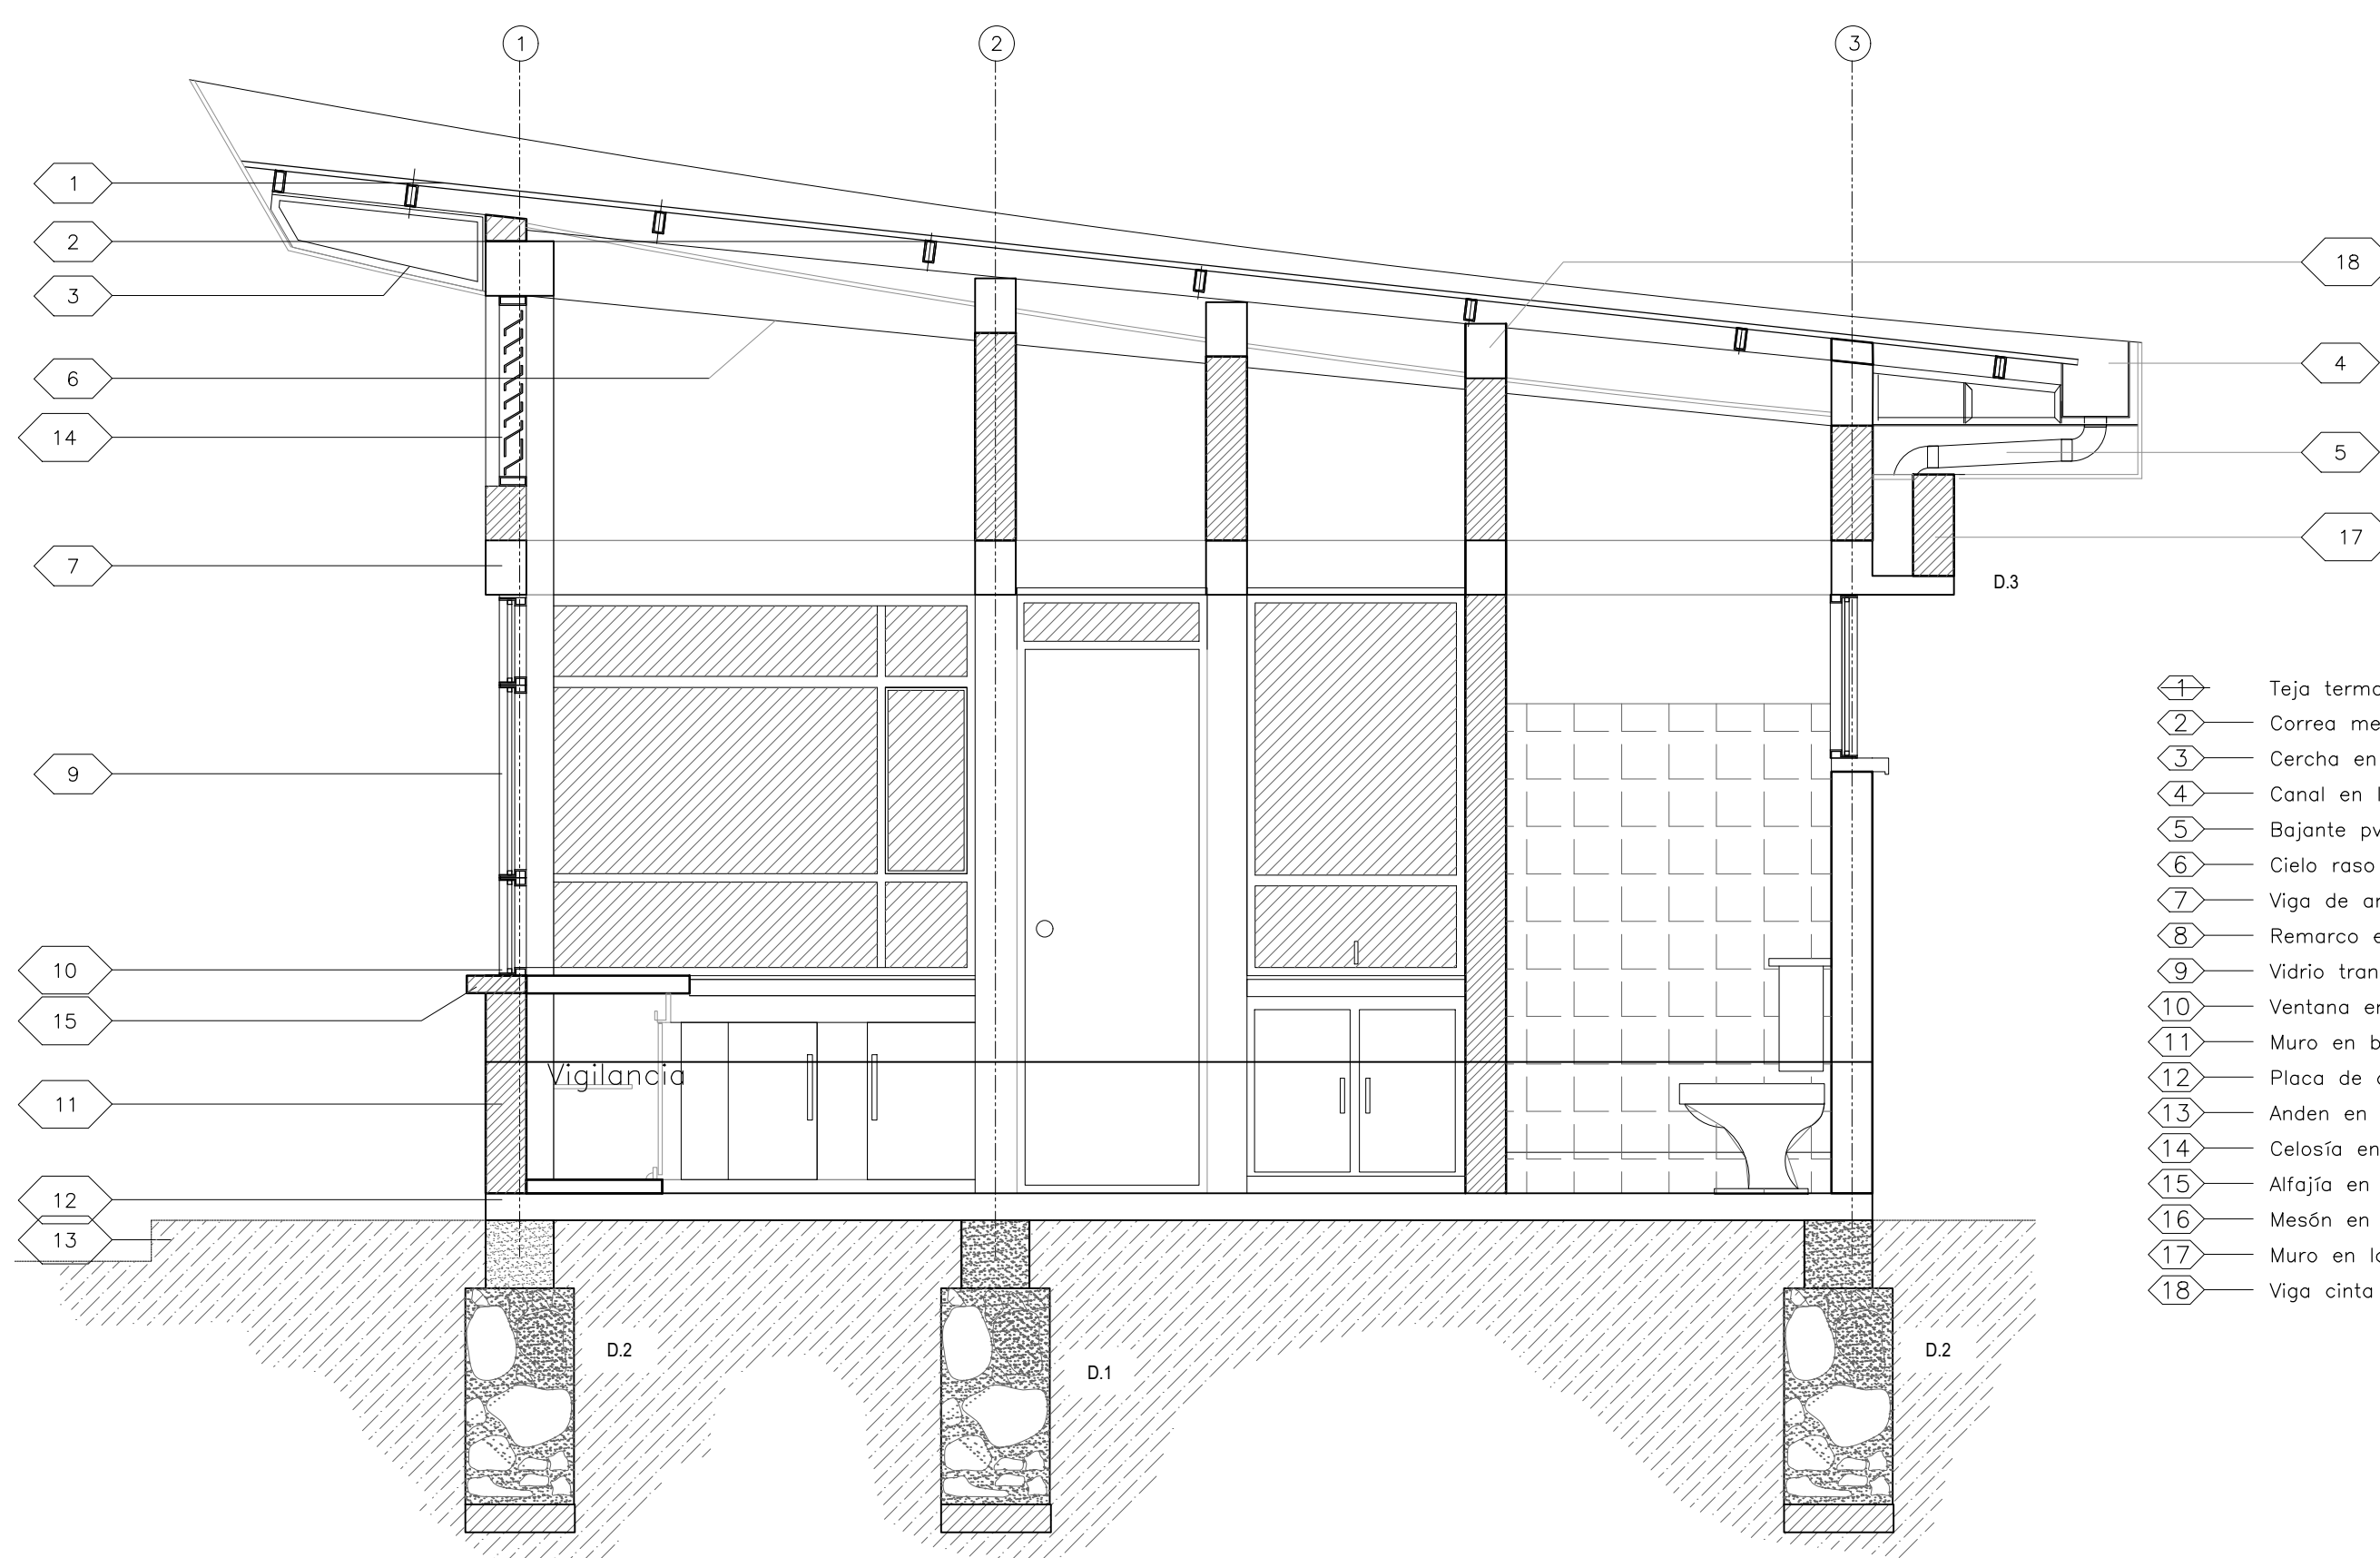 1
2
3
1
2
3
6
14
7
9
10
15
11
12
13
18
4
5
17
D.3
Vigilancia
D.2
D.1
D.2
1 Teja
2 Correa
3 Cercha en
4 Canal en
5 Bajante
6 Cielo raso
7 Viga de
8 Remarco
9 Vidrio
10 Ventana
11 Muro en
12 Placa de
13 Anden en
14 Celosía en
15 Alfajía en
16 Mesón en
17 Muro en
18 Viga cinta